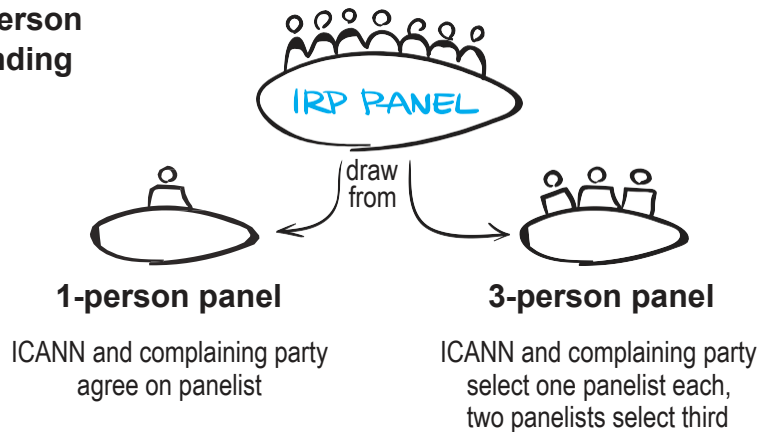 erson
nding
IRP PANEL
draw
from
1-person panel
ICANN and complaining party
agree on panelist
3-person panel
ICANN and complaining party
select one panelist each,
two panelists select third